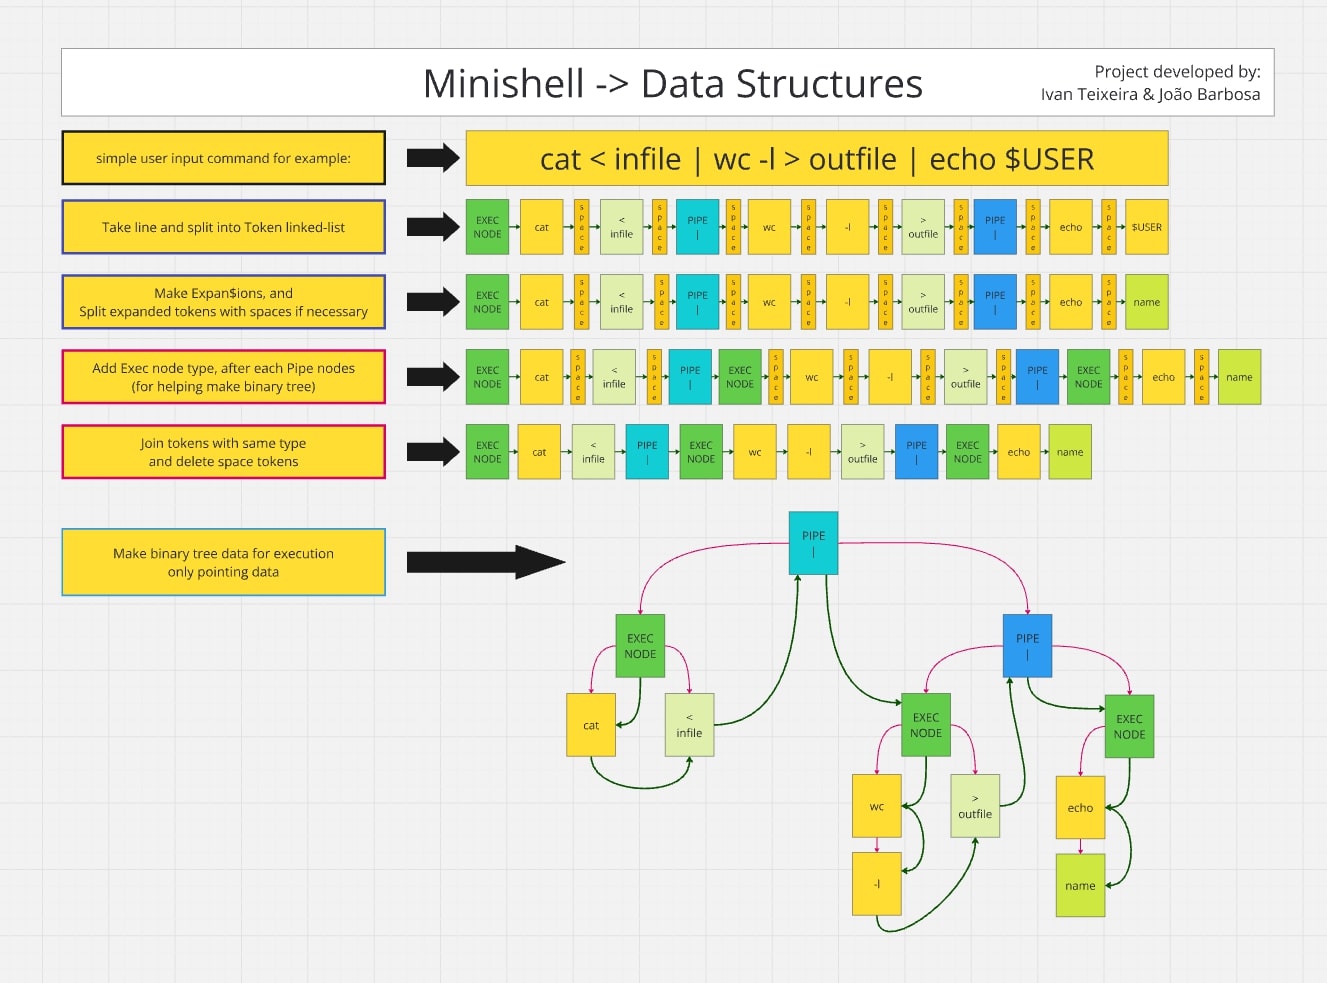 Minishell -> Data Structures
Project developed by:
Ivan Teixeira & João Barbosa
simple user input command for example:
cat < infile | wc -l > outfile | echo $USER
Take line and split into Token linked-list
EXEC
NODE
cat
space
<
infile
space
PIPE
|
space
wc
space
-l
space
>
outfile
space
PIPE
|
space
echo
space
$USER
Make Expan$ions, and
Split expanded tokens with spaces if necessary
EXEC
NODE
cat
space
<
infile
space
PIPE
|
space
wc
space
-l
space
>
outfile
space
PIPE
|
space
echo
space
name
Add Exec node type, after each Pipe nodes
(for helping make binary tree)
EXEC
NODE
cat
space
<
infile
space
PIPE
|
EXEC
NODE
space
wc
space
-l
space
>
outfile
space
PIPE
|
EXEC
NODE
space
echo
space
name
Join tokens with same type
and delete space tokens
EXEC
NODE
cat
<
infile
PIPE
|
EXEC
NODE
wc
-l
>
outfile
PIPE
|
EXEC
NODE
echo
name
Make binary tree data for execution
only pointing data
PIPE
|
EXEC
NODE
PIPE
|
cat
<
infile
EXEC
NODE
EXEC
NODE
wc
>
outfile
echo
-l
name